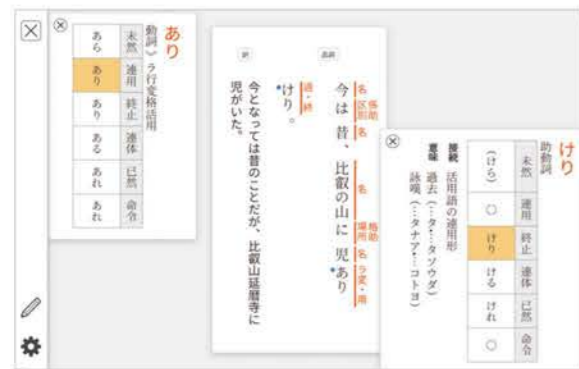 けり
助動詞
未然 連用 終止 連体 已然 命令
(けら) ○ けり ける けれ ○
接続 活用語の連用形
意味 過去(…タ・…タソウダ)
詠嘆(…タナア・…コトヨ)
品詞
名 係助 区別 名 名 格助 場所 名 ラ変・用
今は昔、比叡の山に児あり
過・終
けり。
訳
今となっては昔のことだが、比叡山延暦寺に
児がいた。
あり
動詞》ラ行変格活用
未然 連用 終止 連体 已然 命令
あら あり あり ある あれ あれ